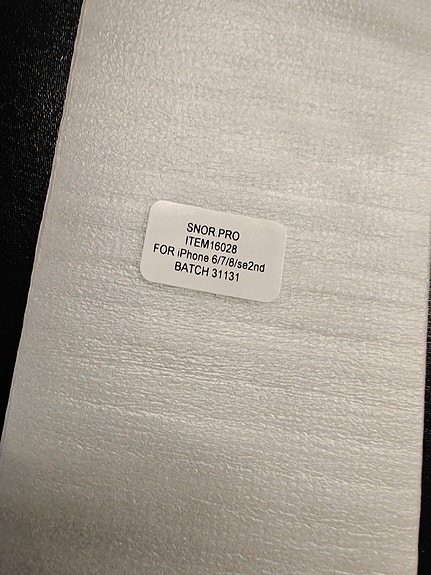 SNOR.PRO
ITEM16028
FOR iPhone 6/7/8/se2nd
BATCH 31131